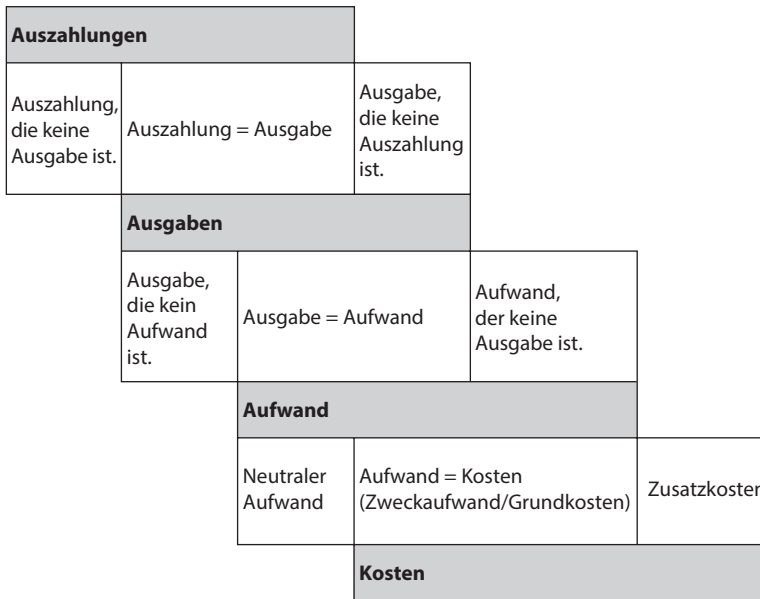 Auszahlungen
Auszahlung,
die keine
Ausgabe ist.
Auszahlung = Ausgabe
Ausgabe,
die keine
Auszahlung
ist.
Ausgaben
Ausgabe,
die kein
Aufwand
ist.
Ausgabe = Aufwand
Aufwand,
der keine
Ausgabe ist.
Aufwand
Neutraler
Aufwand
Aufwand = Kosten
(Zweckaufwand/Grundkosten)
Zusatzkosten
Kosten